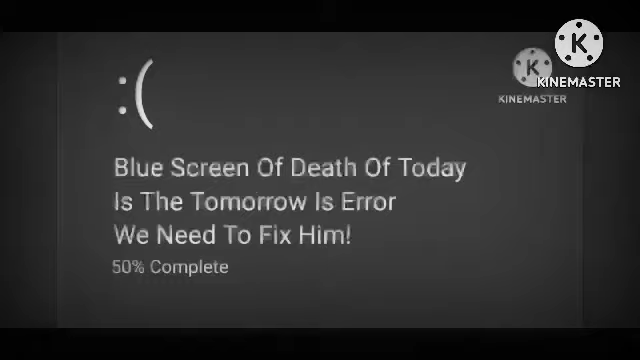 :(
Blue Screen Of Death Of Today
Is The Tomorrow Is Error
We Need To Fix Him!
50% Complete
K
KINEMASTER
K
KINEMASTER